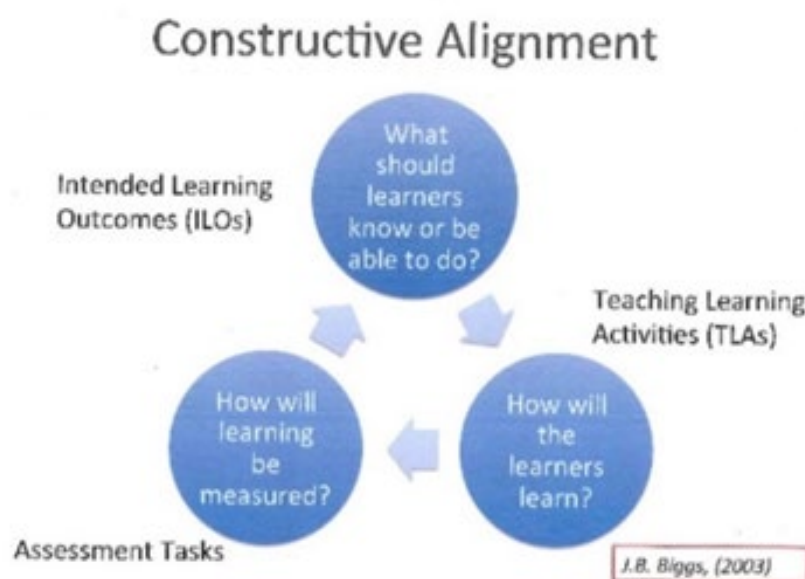 Constructive Alignment
Intended Learning
Outcomes (ILOs)
What
should
learners
know or be
able to do?
Teaching Learning
Activities (TLAs)
How will
the
learners
learn?
How will
learning
be
measured?
Assessment Tasks
J.B. Biggs, (2003)